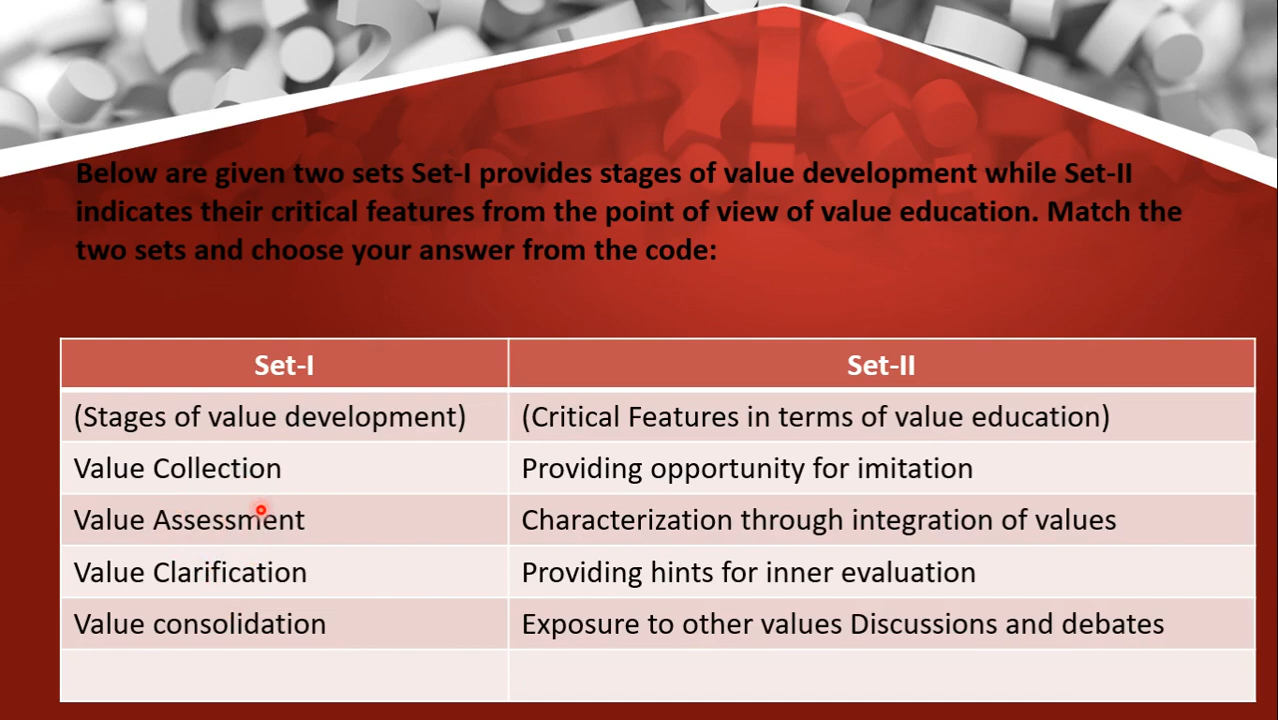 Below are given two sets Set-I provides stages of value development while Set-II
indicates their critical features from the point of view of value education. Match the
two sets and choose your answer from the code:
Set-I Set-II
(Stages of value development) (Critical Features in terms of value education)
Value Collection Providing opportunity for imitation
Value Assessment Characterization through integration of values
Value Clarification Providing hints for inner evaluation
Value consolidation Exposure to other values Discussions and debates